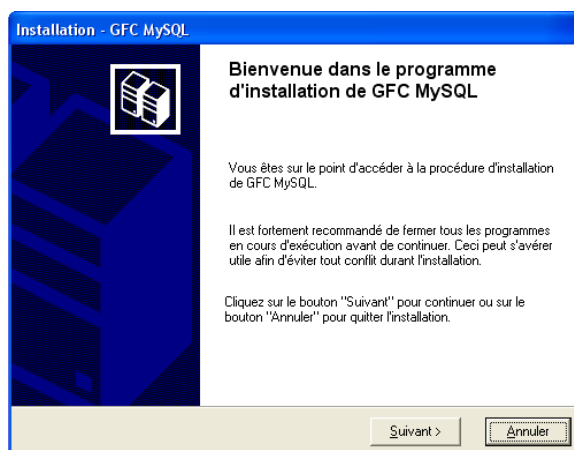 Installation - GFC MySQL
Bienvenue dans le programme
d'installation de GFC MySQL
Vous êtes sur le point d'accéder à la procédure d'installation
de GFC MySQL.
Il est fortement recommandé de fermer tous les programmes
en cours d'exécution avant de continuer. Ceci peut s'avérer
utile afin d'éviter tout conflit durant l'installation.
Cliquez sur le bouton "Suivant" pour continuer ou sur le
bouton "Annuler" pour quitter l'installation.
Suivant > Annuler